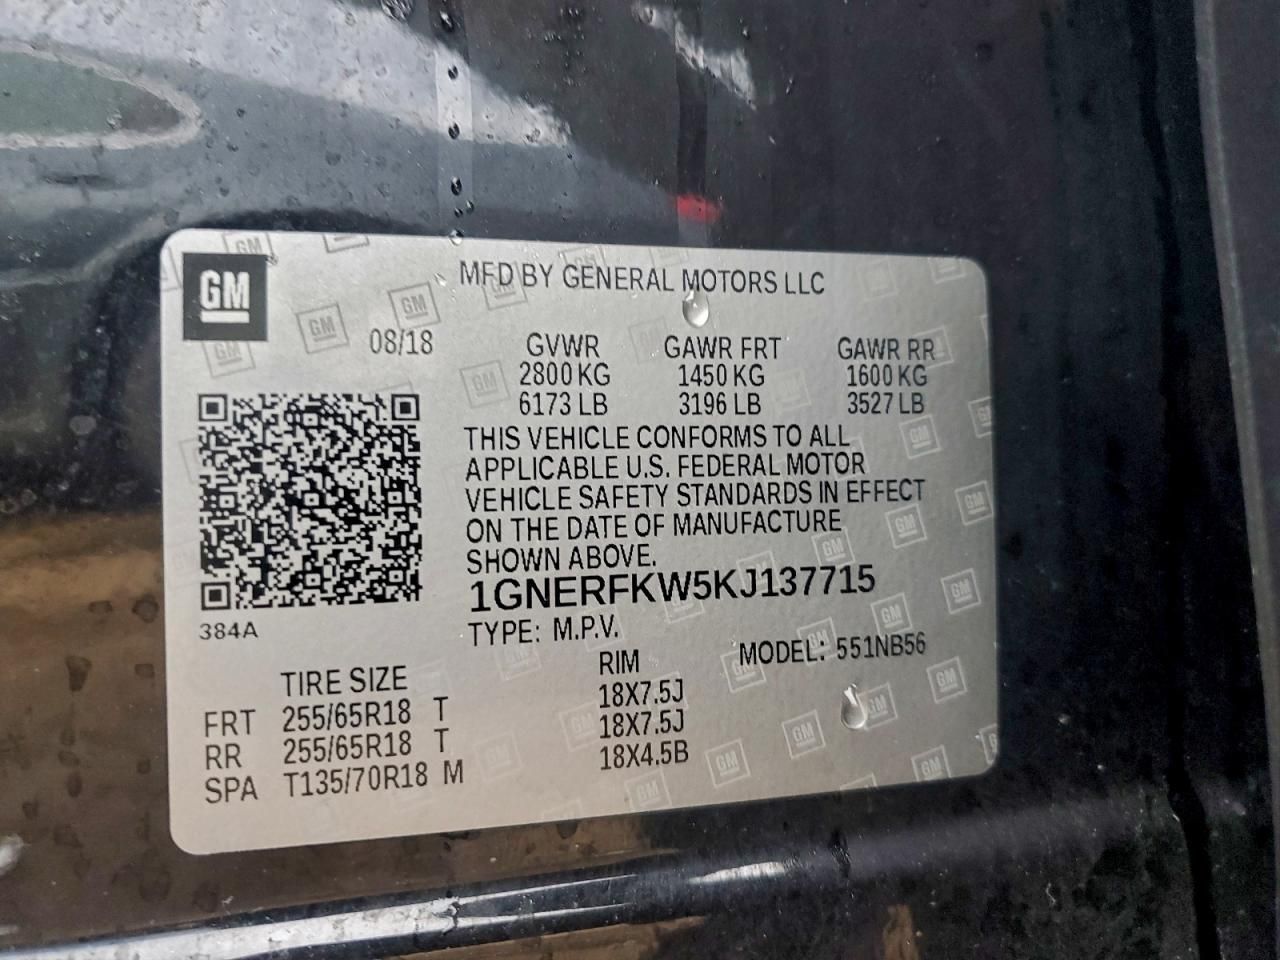 GM
MFD BY GENERAL MOTORS LLC
08/18
GVWR GAWR FRT GAWR RR
2800 KG 1450 KG 1600 KG
6173 LB 3196 LB 3527 LB
THIS VEHICLE CONFORMS TO ALL
APPLICABLE U.S. FEDERAL MOTOR
VEHICLE SAFETY STANDARDS IN EFFECT
ON THE DATE OF MANUFACTURE
SHOWN ABOVE.
1GNERFKW5KJ137715
384A
TYPE: M.P.V.
MODEL: 551NB56
TIRE SIZE RIM
FRT 255/65R18 T 18X7.5J
RR 255/65R18 T 18X7.5J
SPA T135/70R18 M 18X4.5B